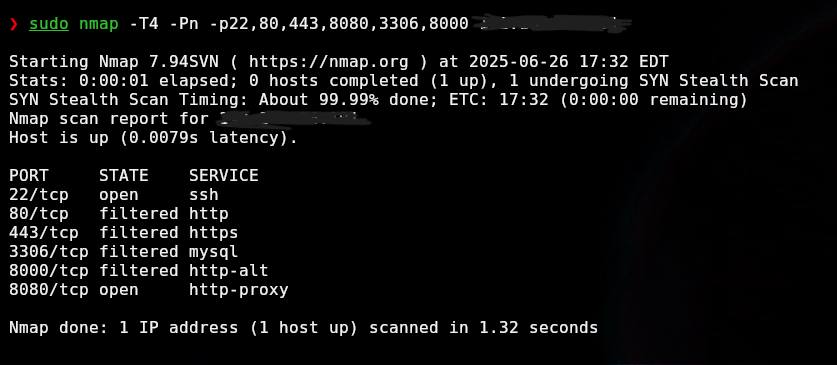 ❯ sudo nmap -T4 -Pn -p22,80,443,8080,3306,8000
Starting Nmap 7.94SVN ( https://nmap.org ) at 2025-06-26 17:32 EDT
Stats: 0:00:01 elapsed; 0 hosts completed (1 up), 1 undergoing SYN Stealth Scan
SYN Stealth Scan Timing: About 99.99% done; ETC: 17:32 (0:00:00 remaining)
Nmap scan report for
Host is up (0.0079s latency).
PORT     STATE    SERVICE
22/tcp   open     ssh
80/tcp   filtered http
443/tcp  filtered https
3306/tcp filtered mysql
8000/tcp filtered http-alt
8080/tcp open     http-proxy
Nmap done: 1 IP address (1 host up) scanned in 1.32 seconds